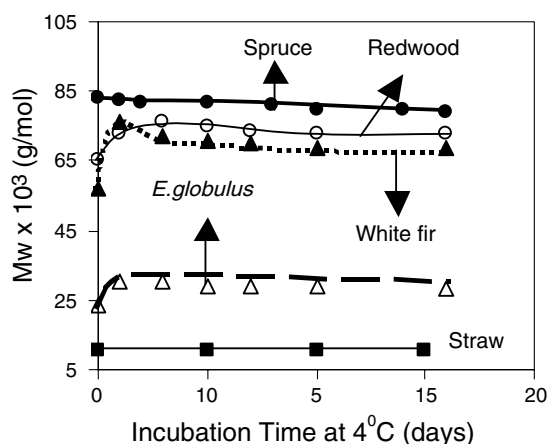 105
85
65
45
25
5
Mw x 10³ (g/mol)
Spruce
Redwood
E.globulus
White fir
Straw
0 10 5 15 20
Incubation Time at 4⁰C (days)